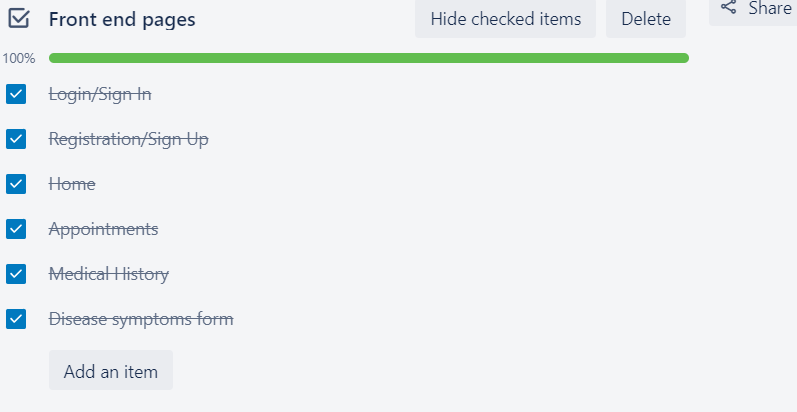 Front end pages
Hide checked items
Delete
Share
100%
Login/Sign In
Registration/Sign Up
Home
Appointments
Medical History
Disease symptoms form
Add an item